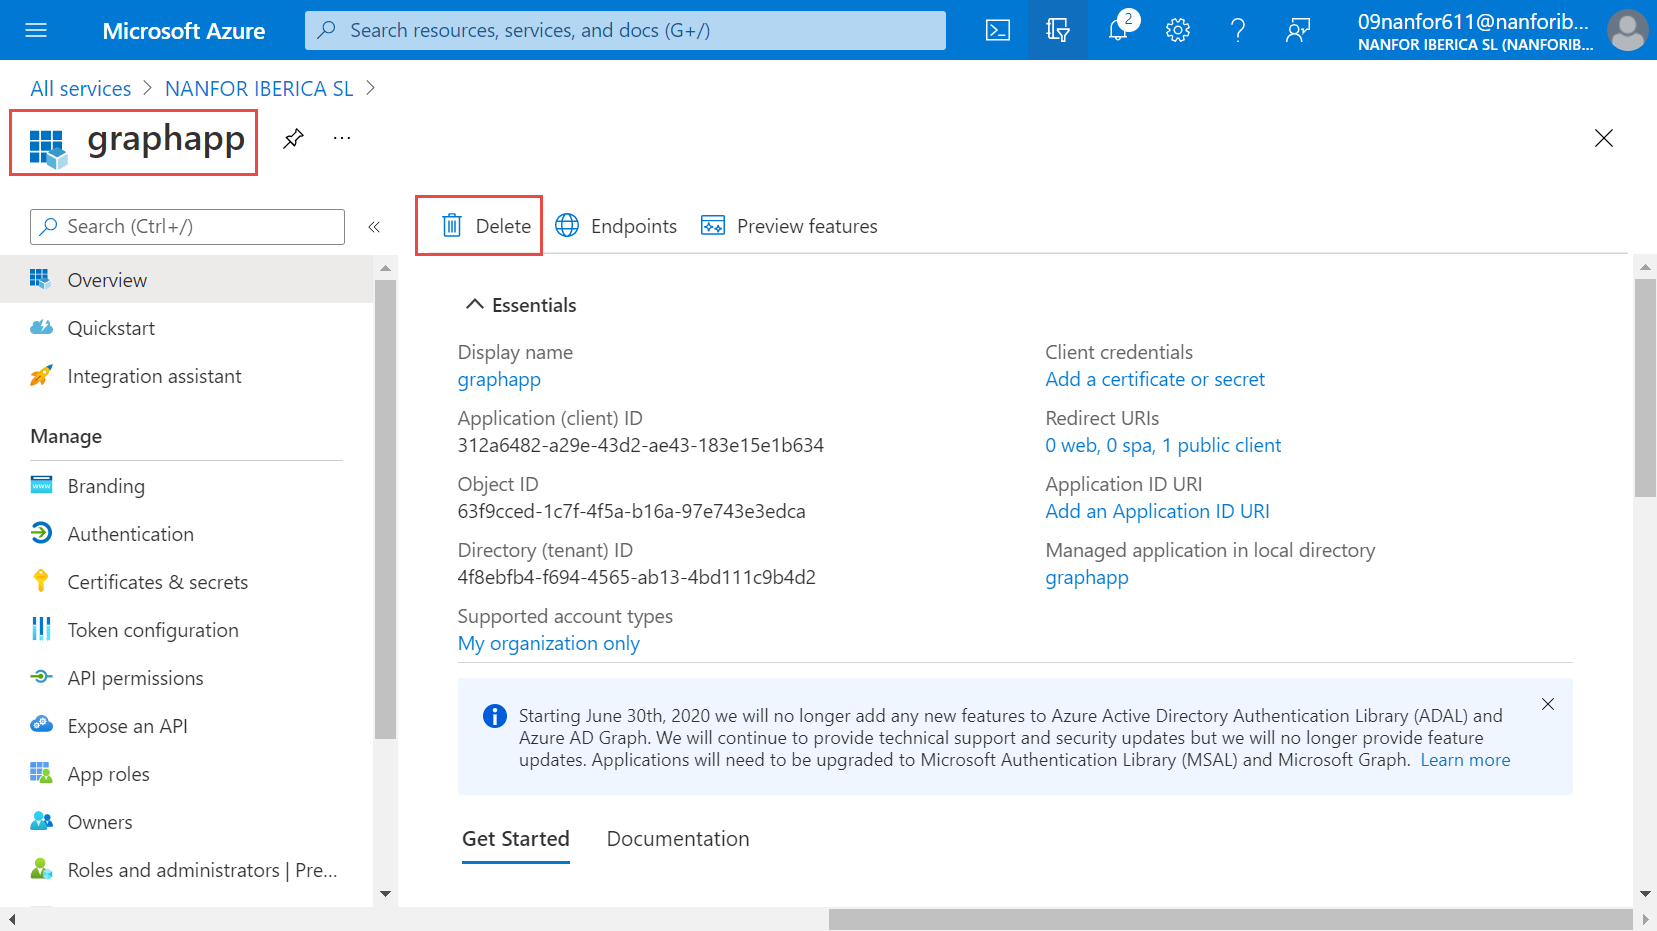 Microsoft Azure
Search resources, services, and docs (G+/)
2
09nanfor611@nanforib...
NANFOR IBERICA SL (NANFORIB...
All services > NANFOR IBERICA SL >
graphapp
...
Search (Ctrl+/)
«
Delete
Endpoints
Preview features
Overview
Quickstart
Integration assistant
Manage
Branding
Authentication
Certificates & secrets
Token configuration
API permissions
Expose an API
App roles
Owners
Roles and administrators | Pre...
Essentials
Display name
graphapp
Application (client) ID
312a6482-a29e-43d2-ae43-183e15e1b634
Object ID
63f9cced-1c7f-4f5a-b16a-97e743e3edca
Directory (tenant) ID
4f8ebfb4-f694-4565-ab13-4bd111c9b4d2
Supported account types
My organization only
Client credentials
Add a certificate or secret
Redirect URIs
0 web, 0 spa, 1 public client
Application ID URI
Add an Application ID URI
Managed application in local directory
graphapp
Starting June 30th, 2020 we will no longer add any new features to Azure Active Directory Authentication Library (ADAL) and
Azure AD Graph. We will continue to provide technical support and security updates but we will no longer provide feature
updates. Applications will need to be upgraded to Microsoft Authentication Library (MSAL) and Microsoft Graph. Learn more
Get Started
Documentation